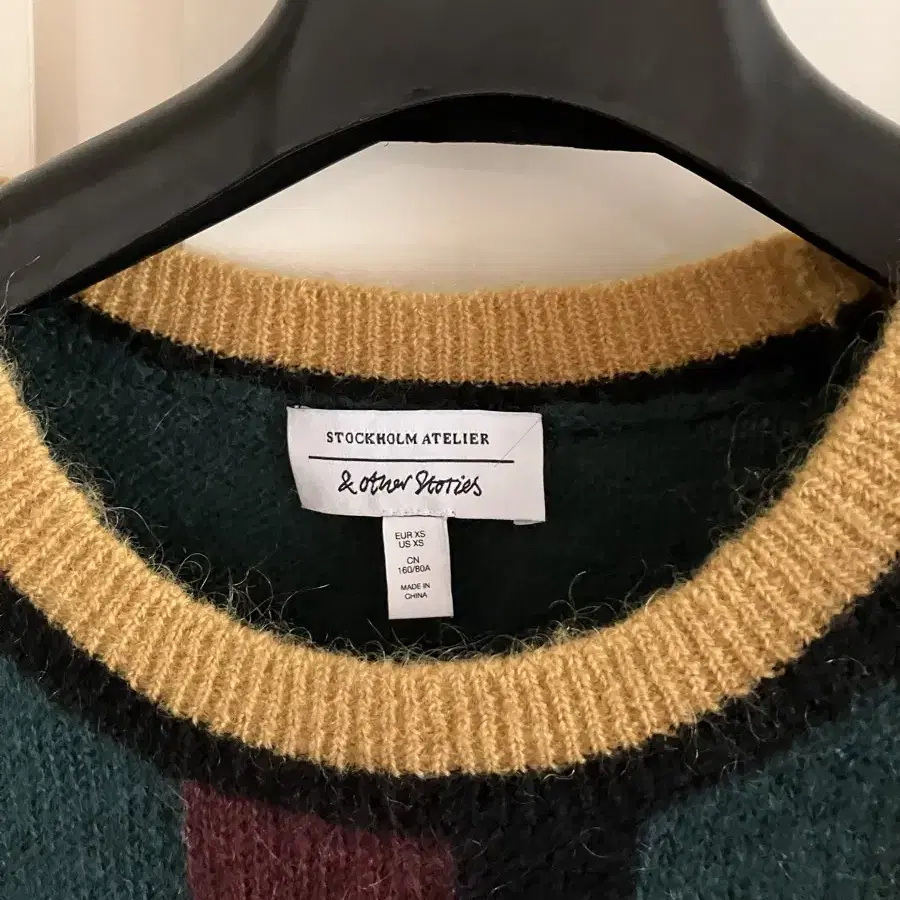 STOCKHOLM ATELIER
& other Stories
EUR XS
US XS
CN
160/80A
MADE IN
CHINA